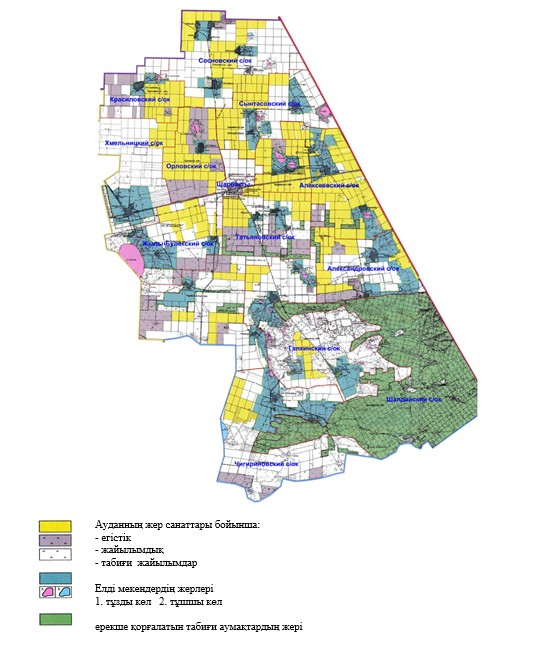 Сосновский с/ок
Красиловский с/ок
Сынтасовский с/ок
Хмельницкий с/ок
Орловский с/ок
Шарбакты
Алексеевский с/ок
Татьяновский с/ок
Жылы-Булакский с/ок
Александровский с/ок
Галкинский с/ок
Шалдайский с/ок
Чигириновский с/ок
Ауданның жер санаттары бойынша:
- егістік
- жайылымдық
- табиғи жайылымдар
Елді мекендердің жерлері
1. тұзды көл 2. тұшшы көл
ерекше қорғалатын табиғи аумақтардың жері